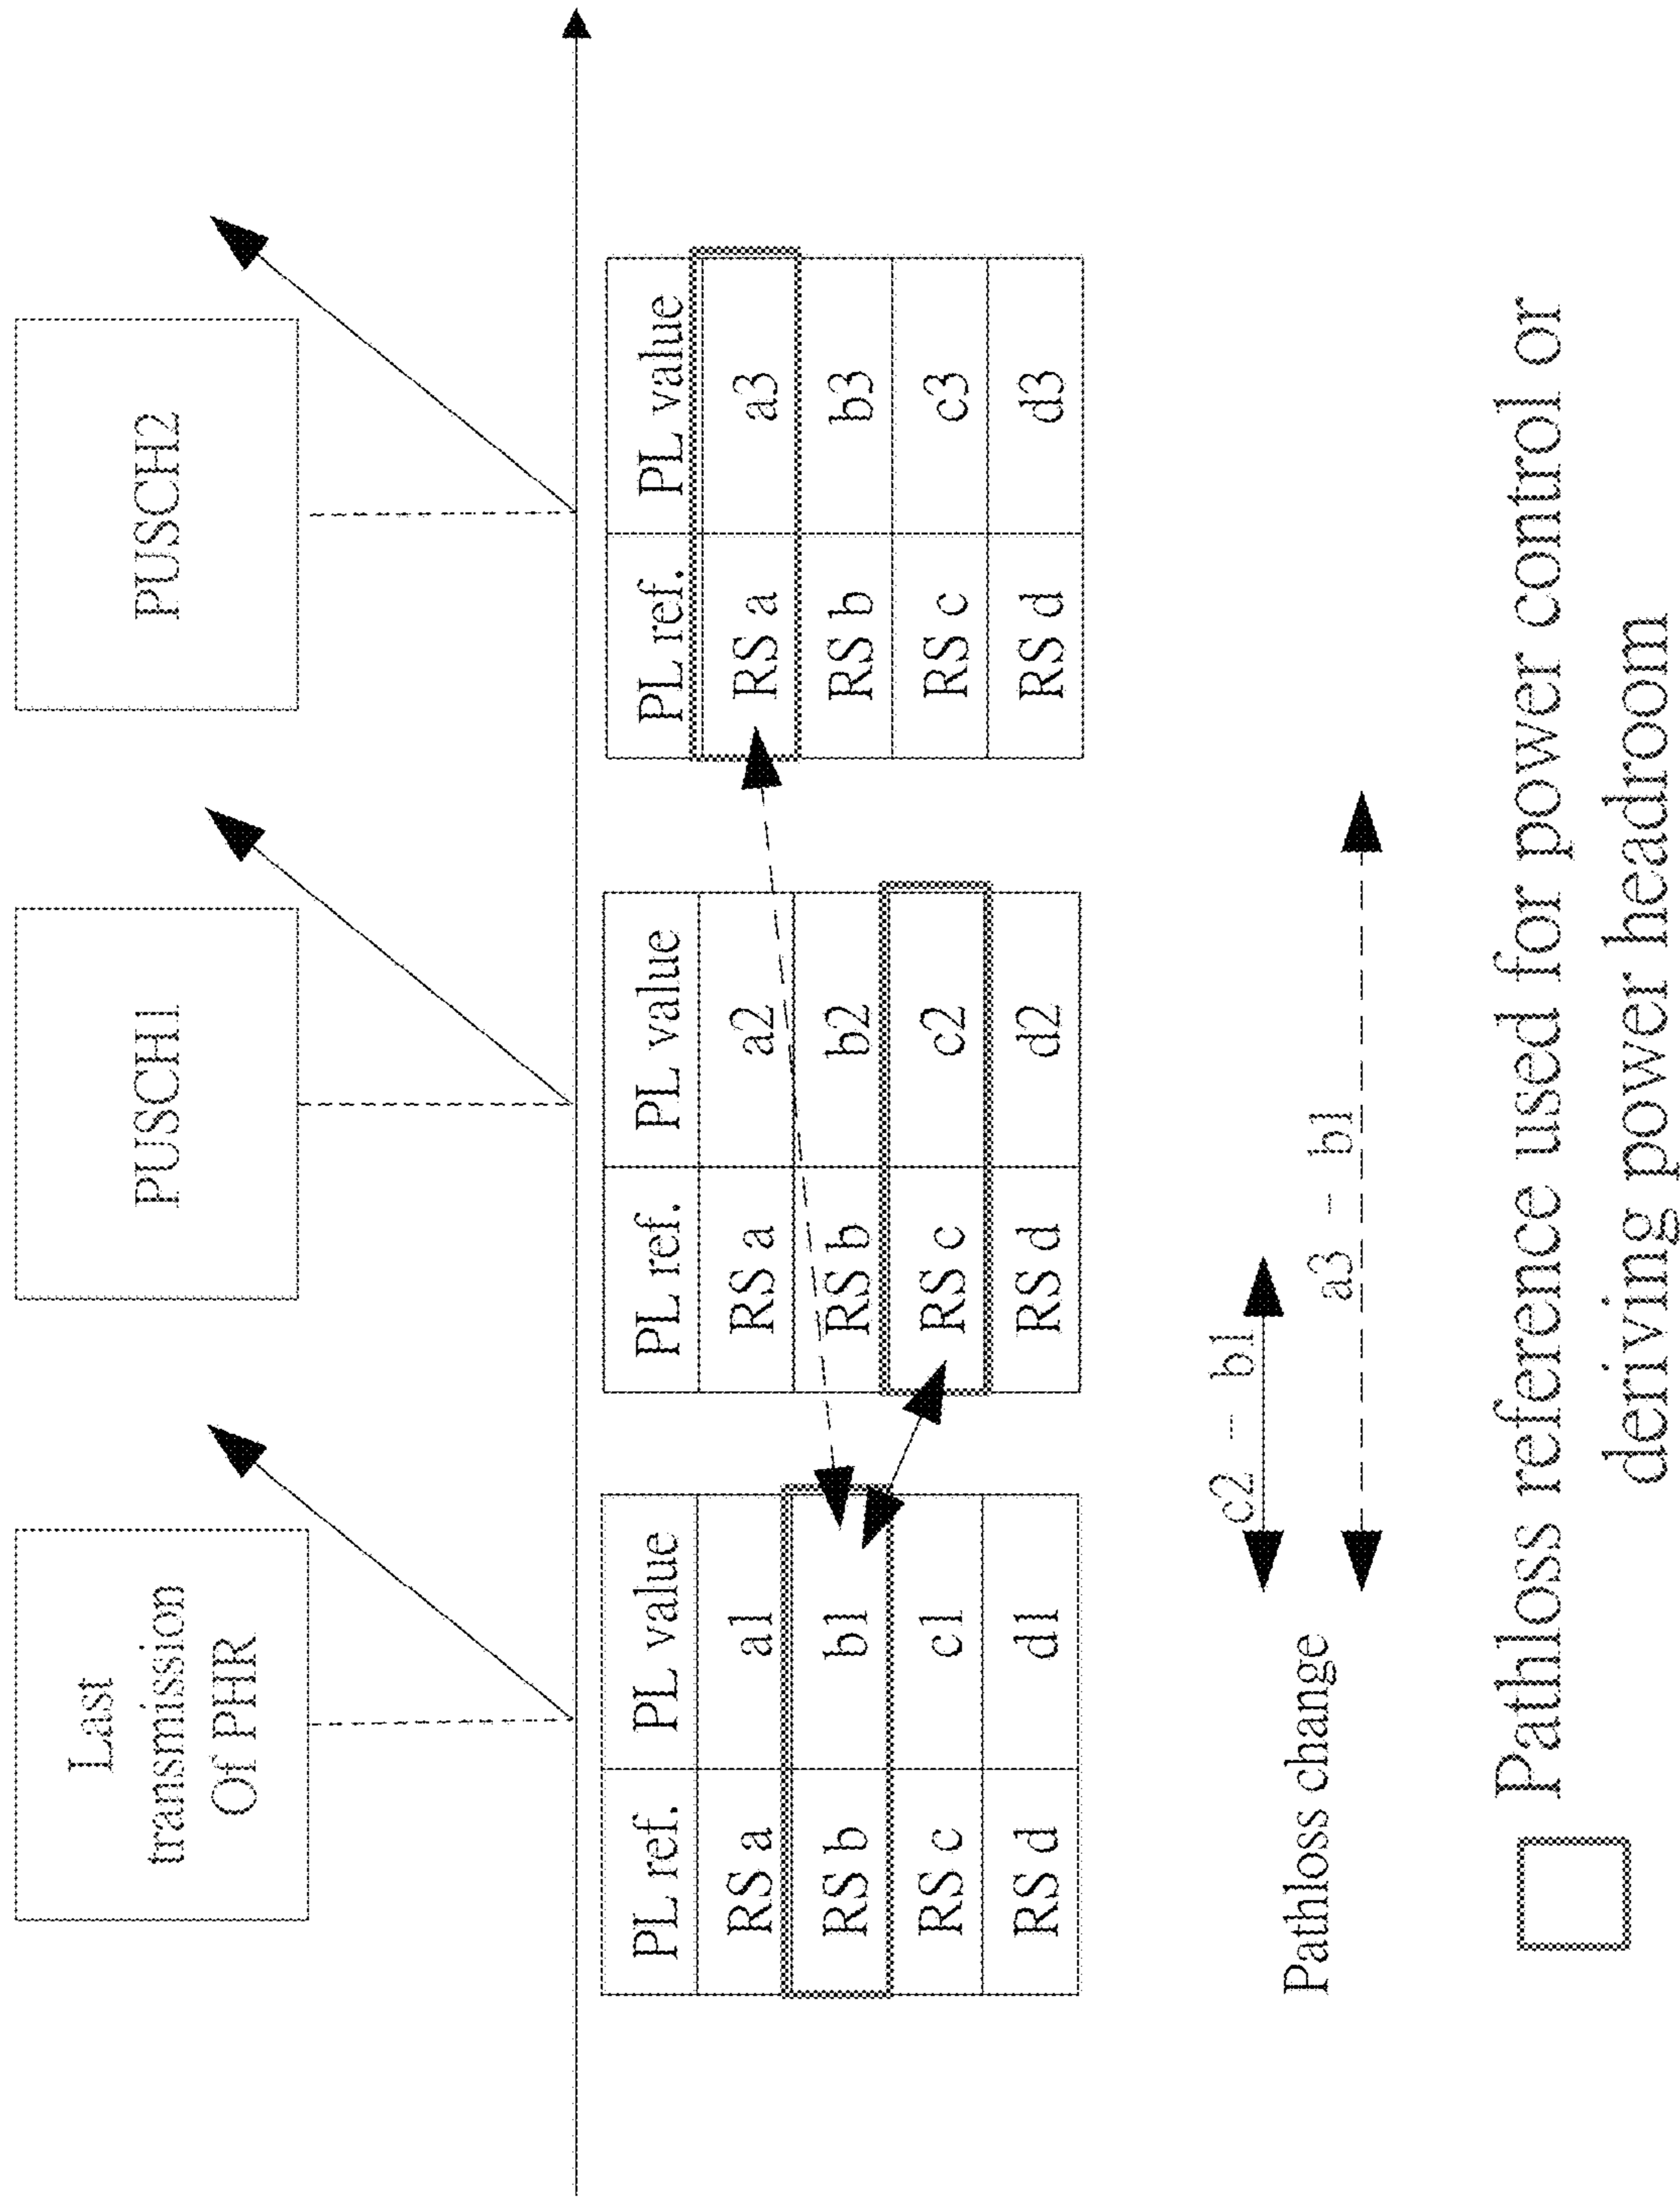 Last
transmission
Of PHR
PUSCH1
PUSCH2
PL ref. PL value
RS a a1
RS b b1
RS c c1
RS d d1
PL ref. PL value
RS a a2
RS b b2
RS c c2
RS d d2
PL ref. PL value
RS a a3
RS b b3
RS c c3
RS d d3
Pathloss change
c2 – b1
a3 – b1
Pathloss reference used for power control or
deriving power headroom